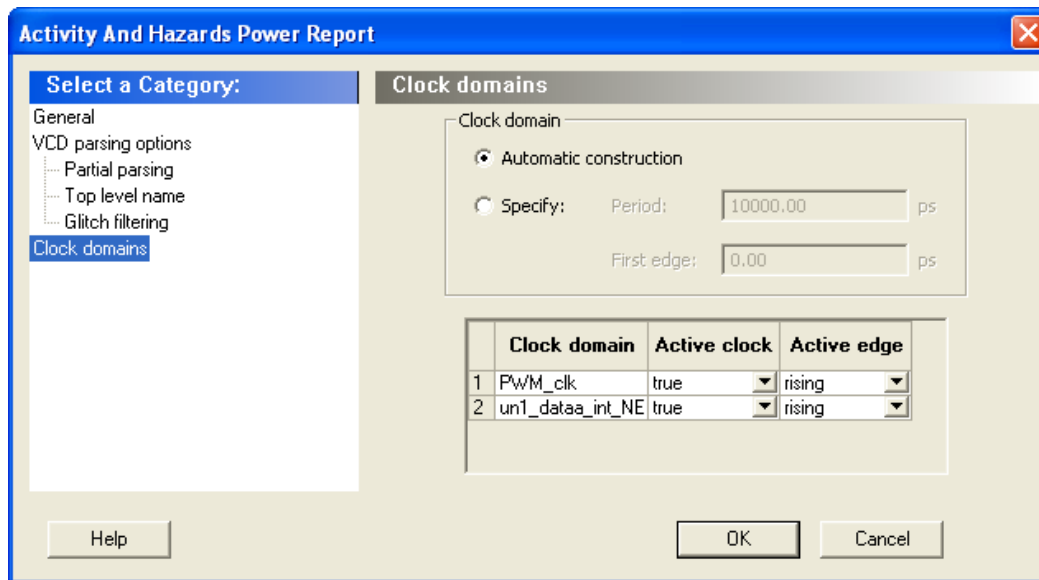 Activity And Hazards Power Report
Select a Category:
General
VCD parsing options
Partial parsing
Top level name
Glitch filtering
Clock domains
Clock domains
Clock domain
Automatic construction
Specify: Period: 10000.00 ps
First edge: 0.00 ps
Clock domain Active clock Active edge
1 PWM_clk true rising
2 un1_dataa_int_NE true rising
Help OK Cancel